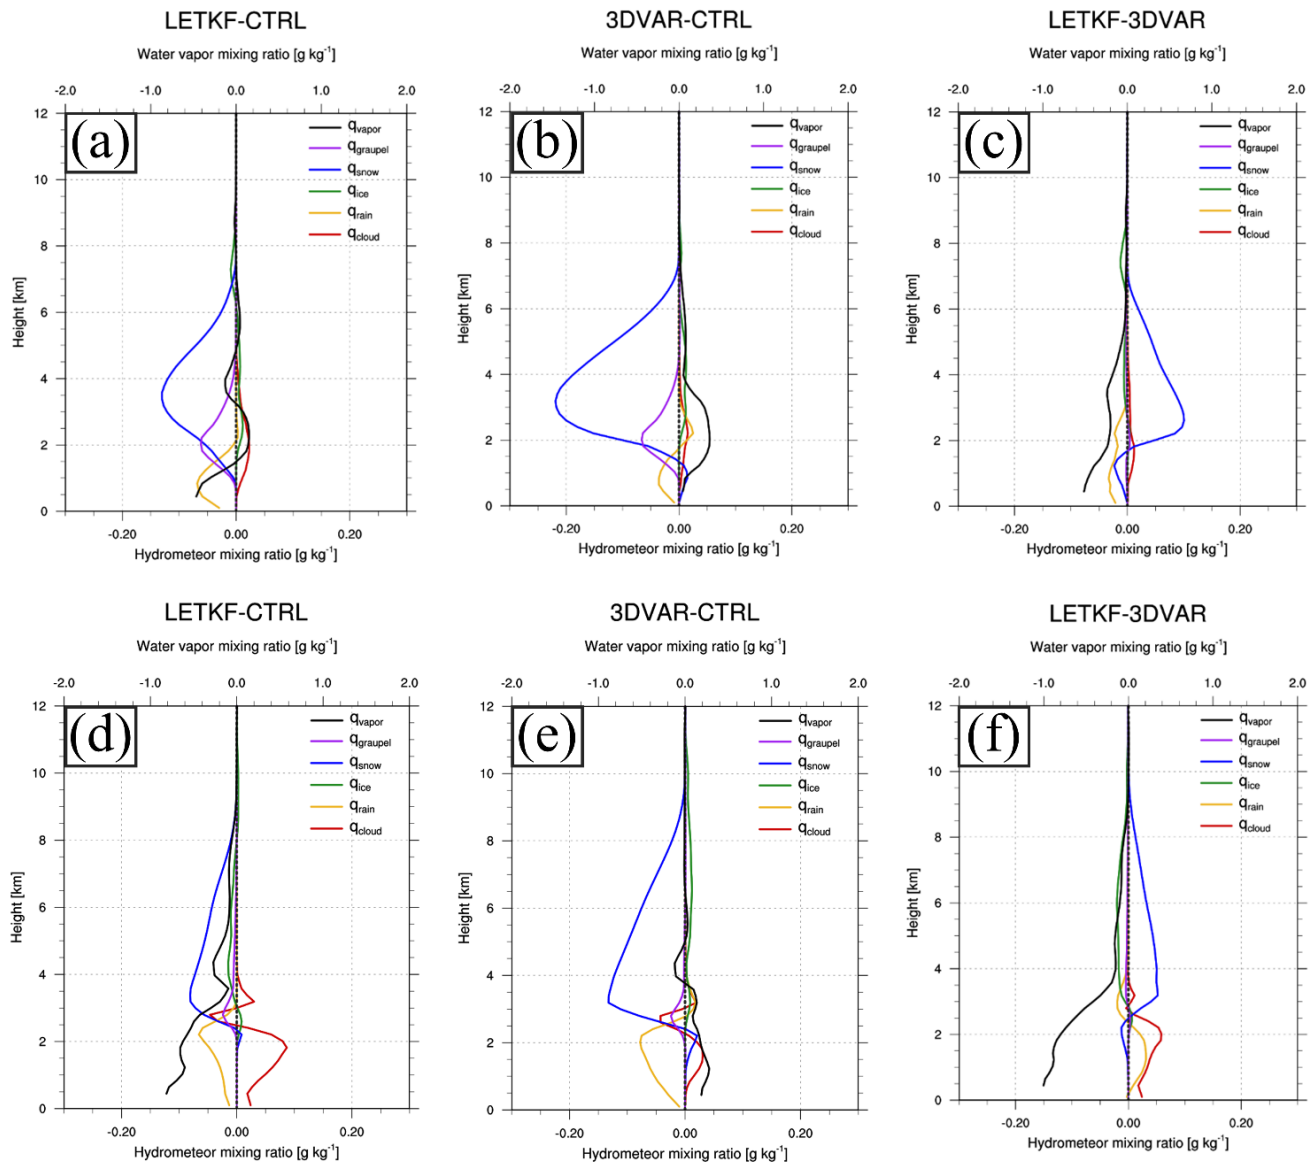 LETKF-CTRL
Water vapor mixing ratio [g kg-1]
-2.0 -1.0 0.0 1.0 2.0
(a)
qvapor
qgraupel
qsnow
qice
qrain
qcloud
12
10
8
6
4
2
0
Height [km]
-0.20 0.00 0.20
Hydrometeor mixing ratio [g kg-1]
3DVAR-CTRL
Water vapor mixing ratio [g kg-1]
-2.0 -1.0 0.0 1.0 2.0
(b)
qvapor
qgraupel
qsnow
qice
qrain
qcloud
12
10
8
6
4
2
0
Height [km]
-0.20 0.00 0.20
Hydrometeor mixing ratio [g kg-1]
LETKF-3DVAR
Water vapor mixing ratio [g kg-1]
-2.0 -1.0 0.0 1.0 2.0
(c)
qvapor
qgraupel
qsnow
qice
qrain
qcloud
12
10
8
6
4
2
0
Height [km]
-0.20 0.00 0.20
Hydrometeor mixing ratio [g kg-1]
LETKF-CTRL
Water vapor mixing ratio [g kg-1]
-2.0 -1.0 0.0 1.0 2.0
(d)
qvapor
qgraupel
qsnow
qice
qrain
qcloud
12
10
8
6
4
2
0
Height [km]
-0.20 0.00 0.20
Hydrometeor mixing ratio [g kg-1]
3DVAR-CTRL
Water vapor mixing ratio [g kg-1]
-2.0 -1.0 0.0 1.0 2.0
(e)
qvapor
qgraupel
qsnow
qice
qrain
qcloud
12
10
8
6
4
2
0
Height [km]
-0.20 0.00 0.20
Hydrometeor mixing ratio [g kg-1]
LETKF-3DVAR
Water vapor mixing ratio [g kg-1]
-2.0 -1.0 0.0 1.0 2.0
(f)
qvapor
qgraupel
qsnow
qice
qrain
qcloud
12
10
8
6
4
2
0
Height [km]
-0.20 0.00 0.20
Hydrometeor mixing ratio [g kg-1]